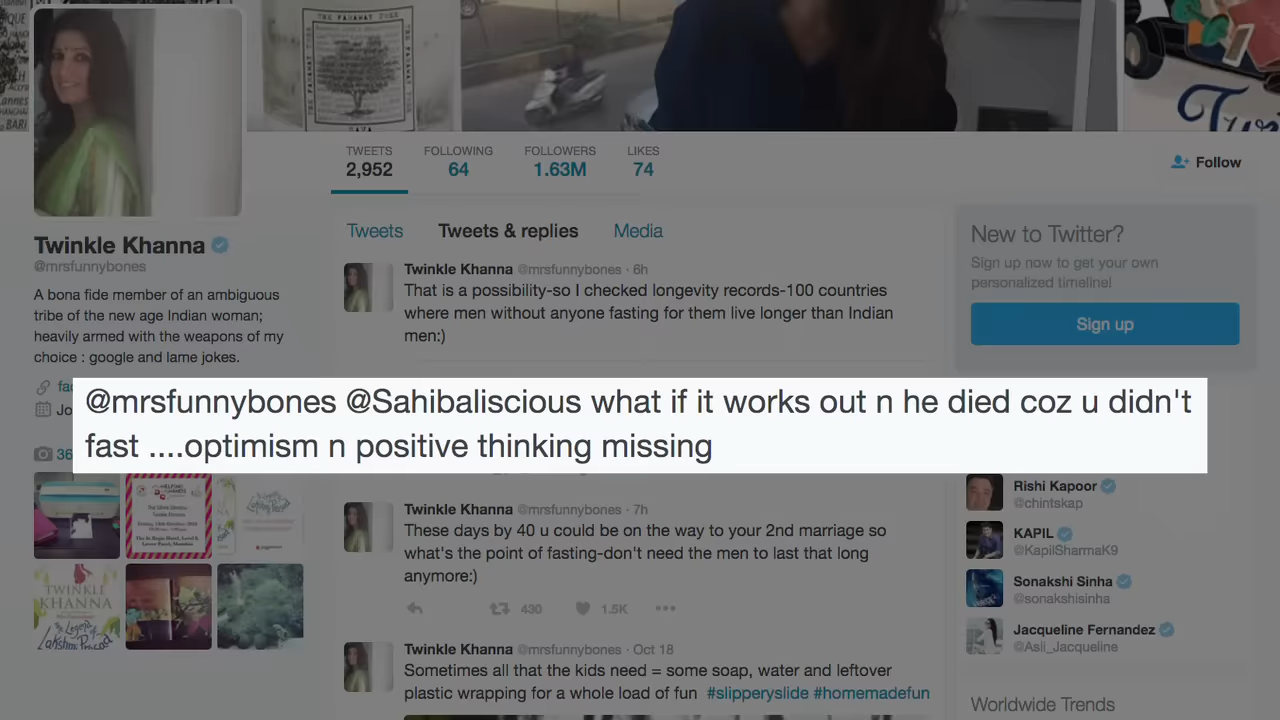 THE FARAWAY TREE
TWEETS
2,952
FOLLOWING
64
FOLLOWERS
1.63M
LIKES
74
Follow
Twinkle Khanna
@mrsfunnybones
A bona fide member of an ambiguous
tribe of the new age Indian woman;
heavily armed with the weapons of my
choice : google and lame jokes.
Tweets
Tweets & replies
Media
Twinkle Khanna @mrsfunnybones · 6h
That is a possibility-so I checked longevity records-100 countries
where men without anyone fasting for them live longer than Indian
men:)
New to Twitter?
Sign up now to get your own
personalized timeline!
Sign up
@mrsfunnybones @Sahibaliscious what if it works out n he died coz u didn't
fast ....optimism n positive thinking missing
Twinkle Khanna @mrsfunnybones · 7h
These days by 40 u could be on the way to your 2nd marriage so
what's the point of fasting-don't need the men to last that long
anymore:)
430
1.5K
Twinkle Khanna @mrsfunnybones · Oct 18
Sometimes all that the kids need = some soap, water and leftover
plastic wrapping for a whole load of fun #slipperyslide #homemadefun
TWINKLE
KHANNA
Rishi Kapoor
@chintskap
KAPIL
@KapilSharmaK9
Sonakshi Sinha
@sonakshisinha
Jacqueline Fernandez
@Asli_Jacqueline
Worldwide Trends